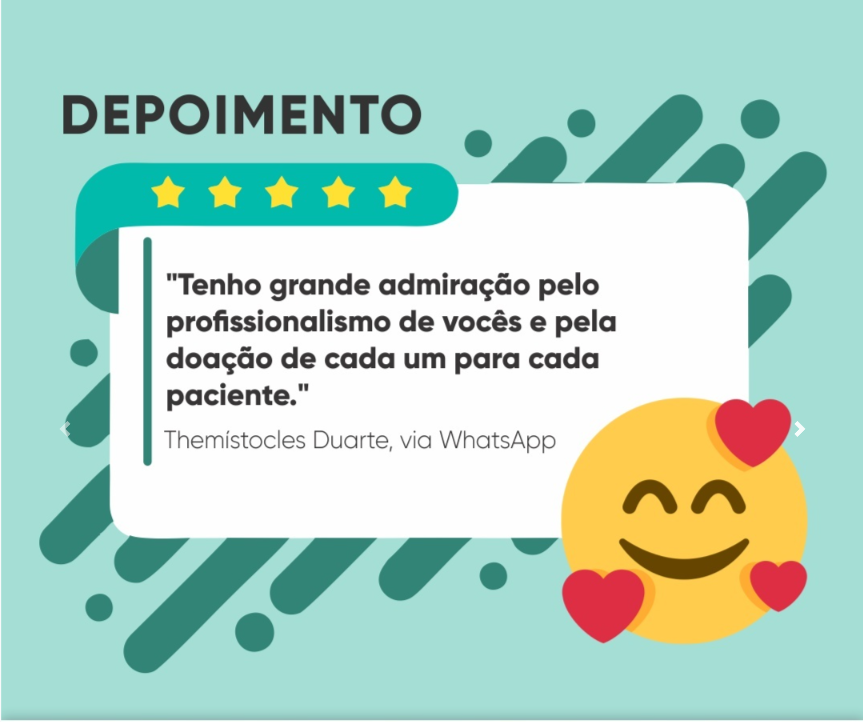 DEPOIMENTO
"Tenho grande admiração pelo
profissionalismo de vocês e pela
doação de cada um para cada
paciente."
Themístocles Duarte, via WhatsApp